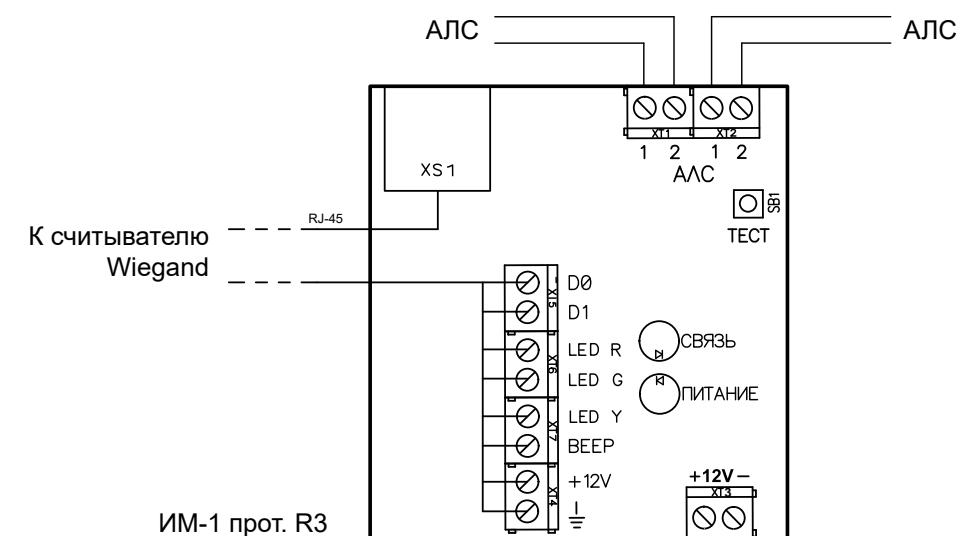 АЛС
АЛС
XT1
XT2
1 2 1 2
АЛС
XS1
SB1
ТЕСТ
RJ-45
К считывателю
Wiegand
XT5
D0
D1
XT6
LED R
LED G
СВЯЗЬ
ПИТАНИЕ
XT7
LED Y
BEEP
XT4
+12V
+12V –
XT3
ИМ-1 прот. R3